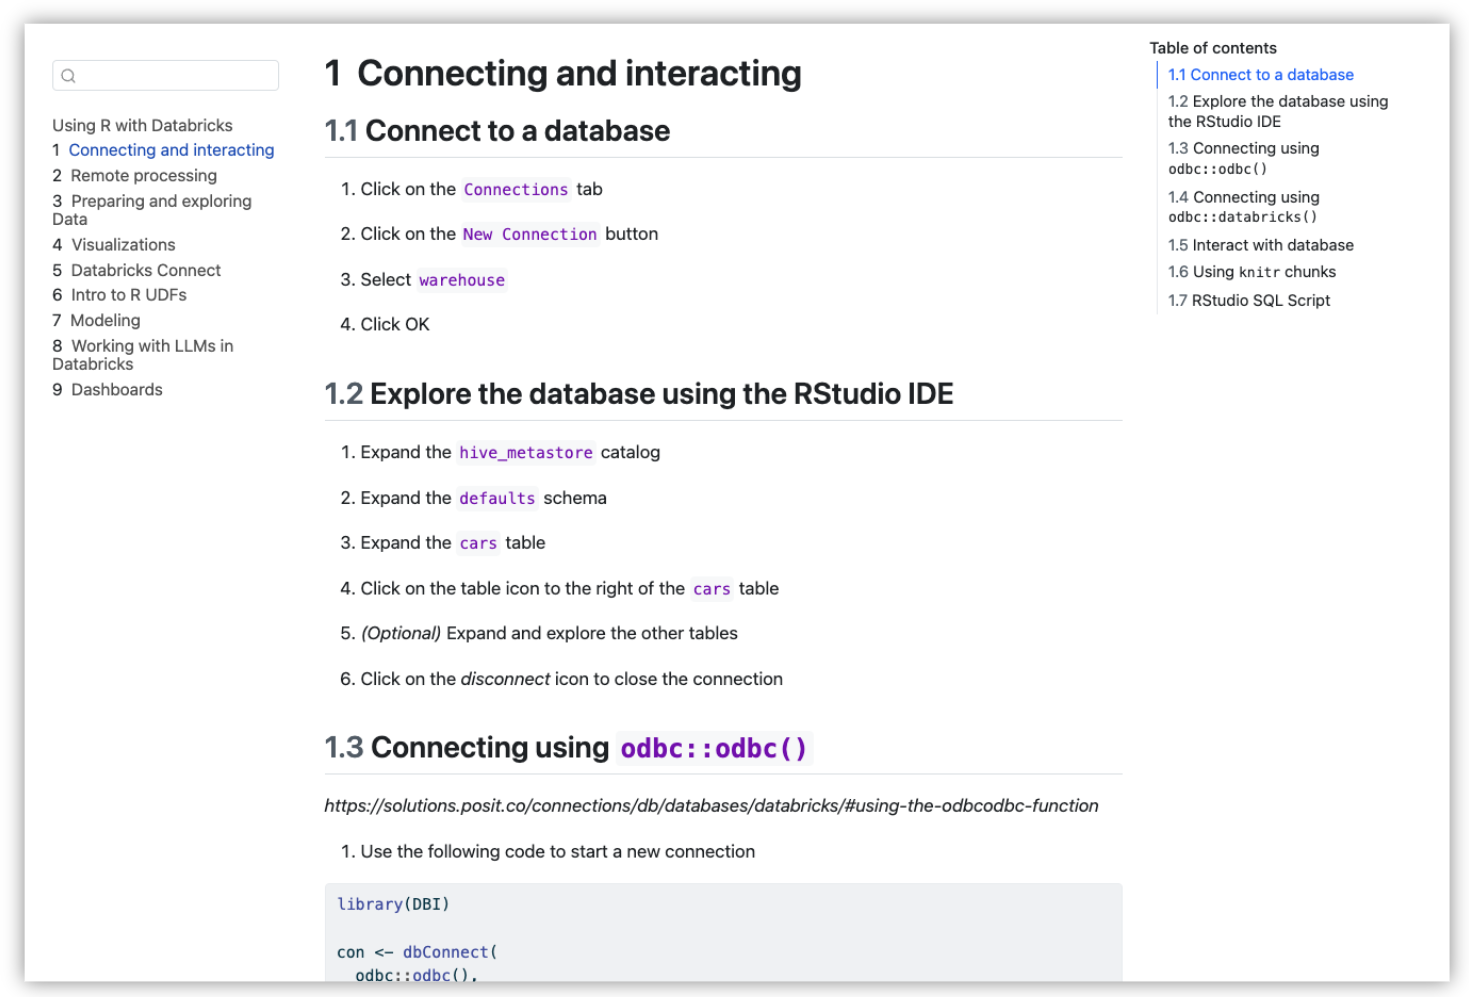 Using R with Databricks
1 Connecting and interacting
2 Remote processing
3 Preparing and exploring
Data
4 Visualizations
5 Databricks Connect
6 Intro to R UDFs
7 Modeling
8 Working with LLMs in
Databricks
9 Dashboards
1 Connecting and interacting
1.1 Connect to a database
1. Click on the Connections tab
2. Click on the New Connection button
3. Select warehouse
4. Click OK
1.2 Explore the database using the RStudio IDE
1. Expand the hive_metastore catalog
2. Expand the defaults schema
3. Expand the cars table
4. Click on the table icon to the right of the cars table
5. (Optional) Expand and explore the other tables
6. Click on the disconnect icon to close the connection
1.3 Connecting using odbc::odbc()
https://solutions.posit.co/connections/db/databases/databricks/#using-the-odbcodbc-function
1. Use the following code to start a new connection
library(DBI)
con <- dbConnect(
odbc::odbc(),
Table of contents
1.1 Connect to a database
1.2 Explore the database using
the RStudio IDE
1.3 Connecting using
odbc::odbc()
1.4 Connecting using
odbc::databricks()
1.5 Interact with database
1.6 Using knitr chunks
1.7 RStudio SQL Script